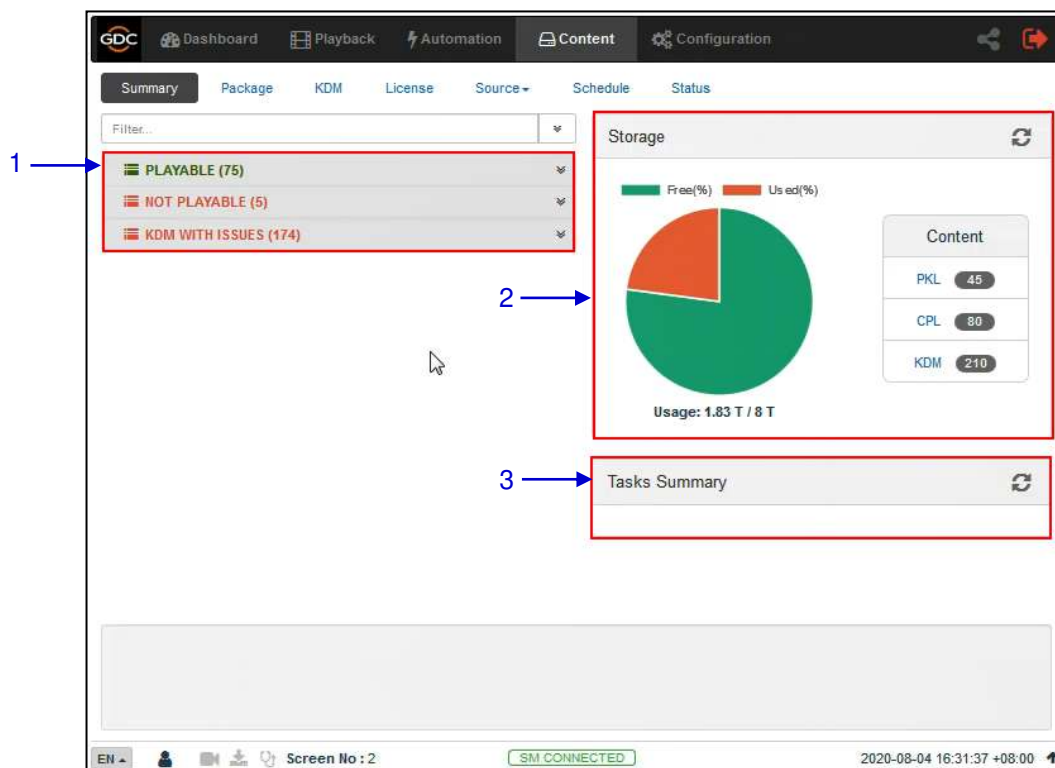 GDC Dashboard Playback Automation Content Configuration
Summary Package KDM License Source Schedule Status
Filter...
1
PLAYABLE (75)
NOT PLAYABLE (5)
KDM WITH ISSUES (174)
2
Storage
Free(%) Used(%)
Usage: 1.83 T / 8 T
Content
PKL 45
CPL 80
KDM 210
3
Tasks Summary
EN Screen No : 2 SM CONNECTED 2020-08-04 16:31:37 +08:00